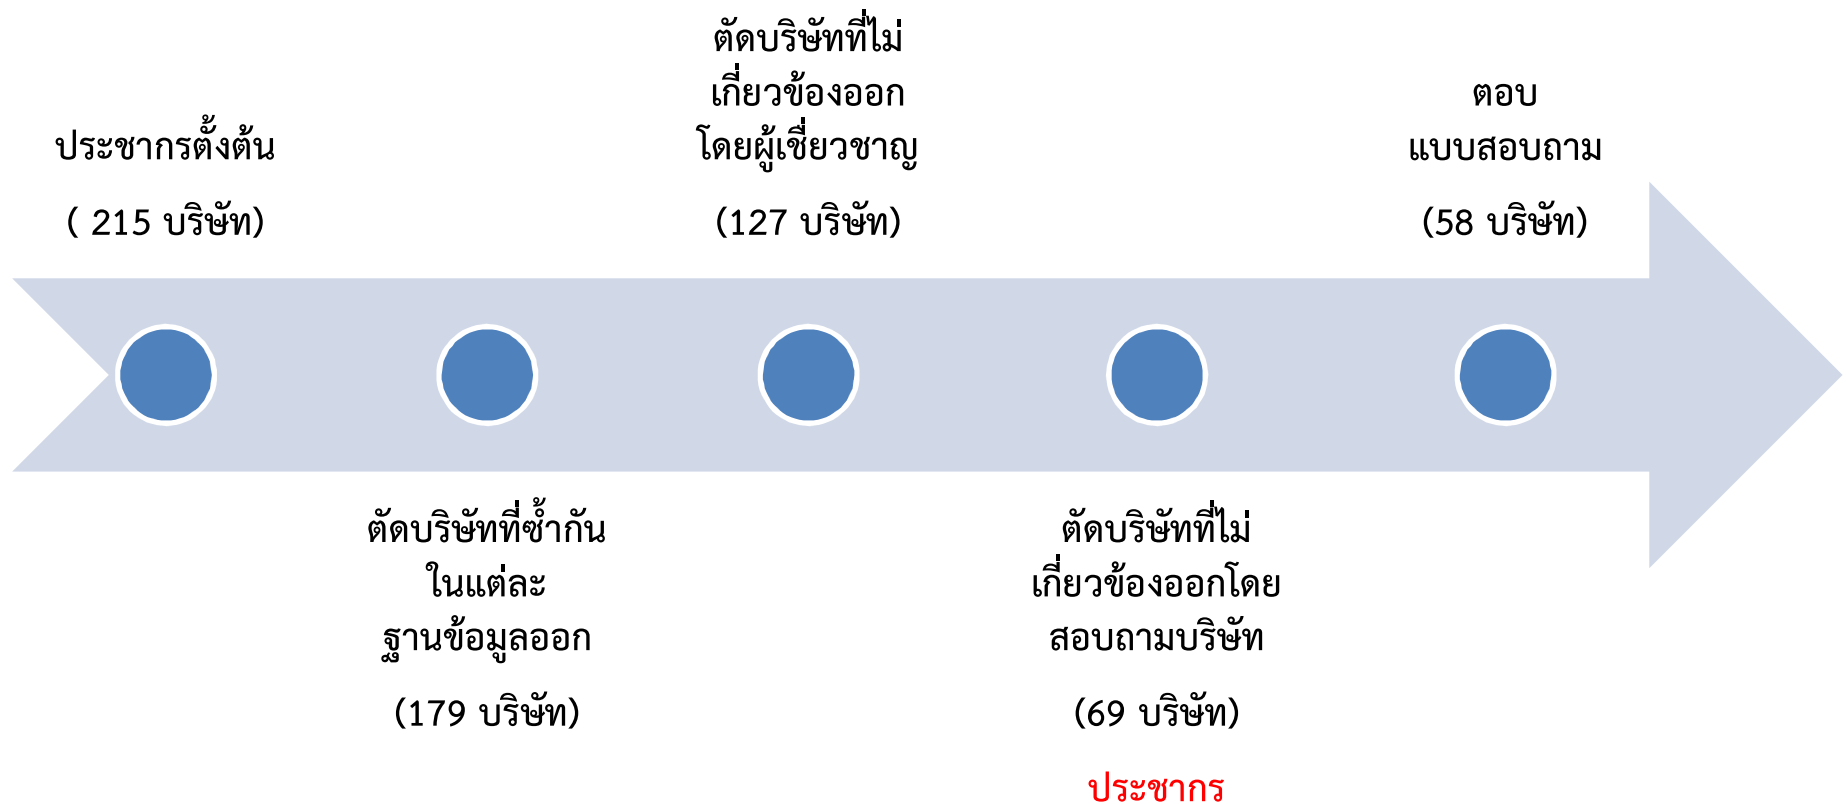 ประชากรตั้งต้น
( 215 บริษัท)
ตัดบริษัทที่ซ้ำกัน
ในแต่ละ
ฐานข้อมูลออก
(179 บริษัท)
ตัดบริษัทที่ไม่
เกี่ยวข้องออก
โดยผู้เชี่ยวชาญ
(127 บริษัท)
ตัดบริษัทที่ไม่
เกี่ยวข้องออกโดย
สอบถามบริษัท
(69 บริษัท)
ประชากร
ตอบ
แบบสอบถาม
(58 บริษัท)